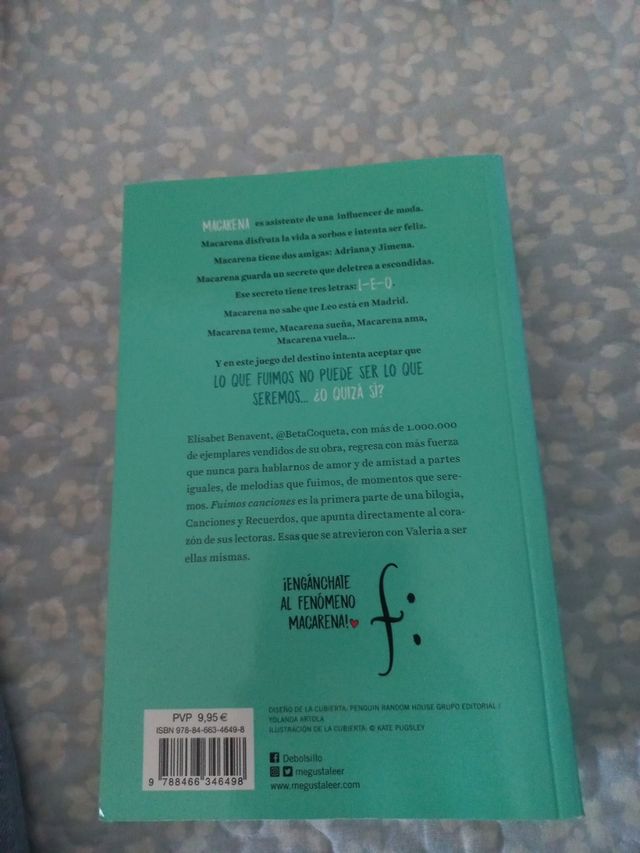 MACARENA es asistente de una influencer de moda.
Macarena disfruta la vida a sorbos e intenta ser feliz.
Macarena tiene dos amigas: Adriana y Jimena.
Macarena guarda un secreto que deletrea a escondidas.
Ese secreto tiene tres letras: L-E-O.
Macarena no sabe que Leo está en Madrid.
Macarena teme, Macarena sueña, Macarena ama,
Macarena vuela...
Y en este juego del destino intenta aceptar que
LO QUE FUIMOS NO PUEDE SER LO QUE
SEREMOS... ¿O QUIZÁ SÍ?
Elísabet Benavent, @BetaCoqueta, con más de 1.000.000
de ejemplares vendidos de su obra, regresa con más fuerza
que nunca para hablarnos de amor y de amistad a partes
iguales, de melodías que fuimos, de momentos que sere-
mos. Fuimos canciones es la primera parte de una bilogía,
Canciones y Recuerdos, que apunta directamente al cora-
zón de sus lectoras. Esas que se atrevieron con Valeria a ser
ellas mismas.
¡ENGÁNCHATE
AL FENÓMENO
MACARENA!
f:
PVP 9,95 €
ISBN 978-84-663-4649-8
9 788466 346498
DISEÑO DE LA CUBIERTA: PENGUIN RANDOM HOUSE GRUPO EDITORIAL /
YOLANDA ARTOLA
ILUSTRACIÓN DE LA CUBIERTA: © KATE PUGSLEY
Debolsillo
megustaleer
www.megustaleer.com